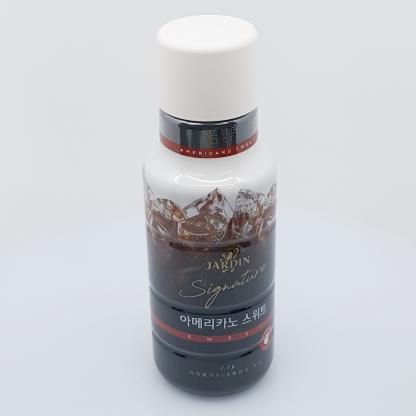 AMERICANO SWEET
JARDIN
Signature
아메리카노 스위트
SWEET